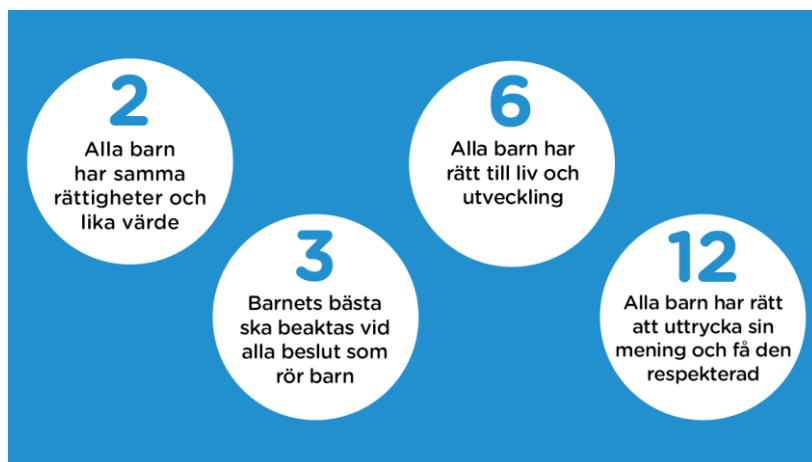 2
Alla barn
har samma
rättigheter och
lika värde
3
Barnets bästa
ska beaktas vid
alla beslut som
rör barn
6
Alla barn har
rätt till liv och
utveckling
12
Alla barn har rätt
att uttrycka sin
mening och få den
respekterad